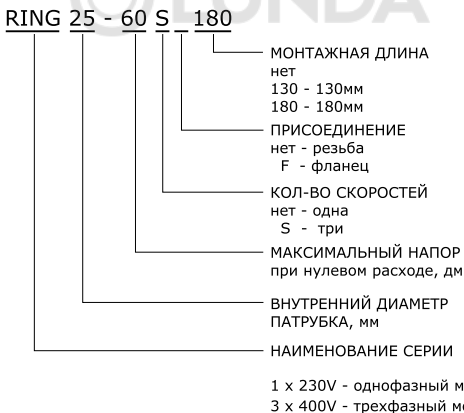 LUNDA
RING 25 - 60 S _ 180
МОНТАЖНАЯ ДЛИНА
нет
130 - 130мм
180 - 180мм
ПРИСОЕДИНЕНИЕ
нет - резьба
F - фланец
КОЛ-ВО СКОРОСТЕЙ
нет - одна
S - три
МАКСИМАЛЬНЫЙ НАПОР
при нулевом расходе, дм
ВНУТРЕННИЙ ДИАМЕТР
ПАТРУБКА, мм
НАИМЕНОВАНИЕ СЕРИИ
1 x 230V - однофазный
3 x 400V - трехфазный